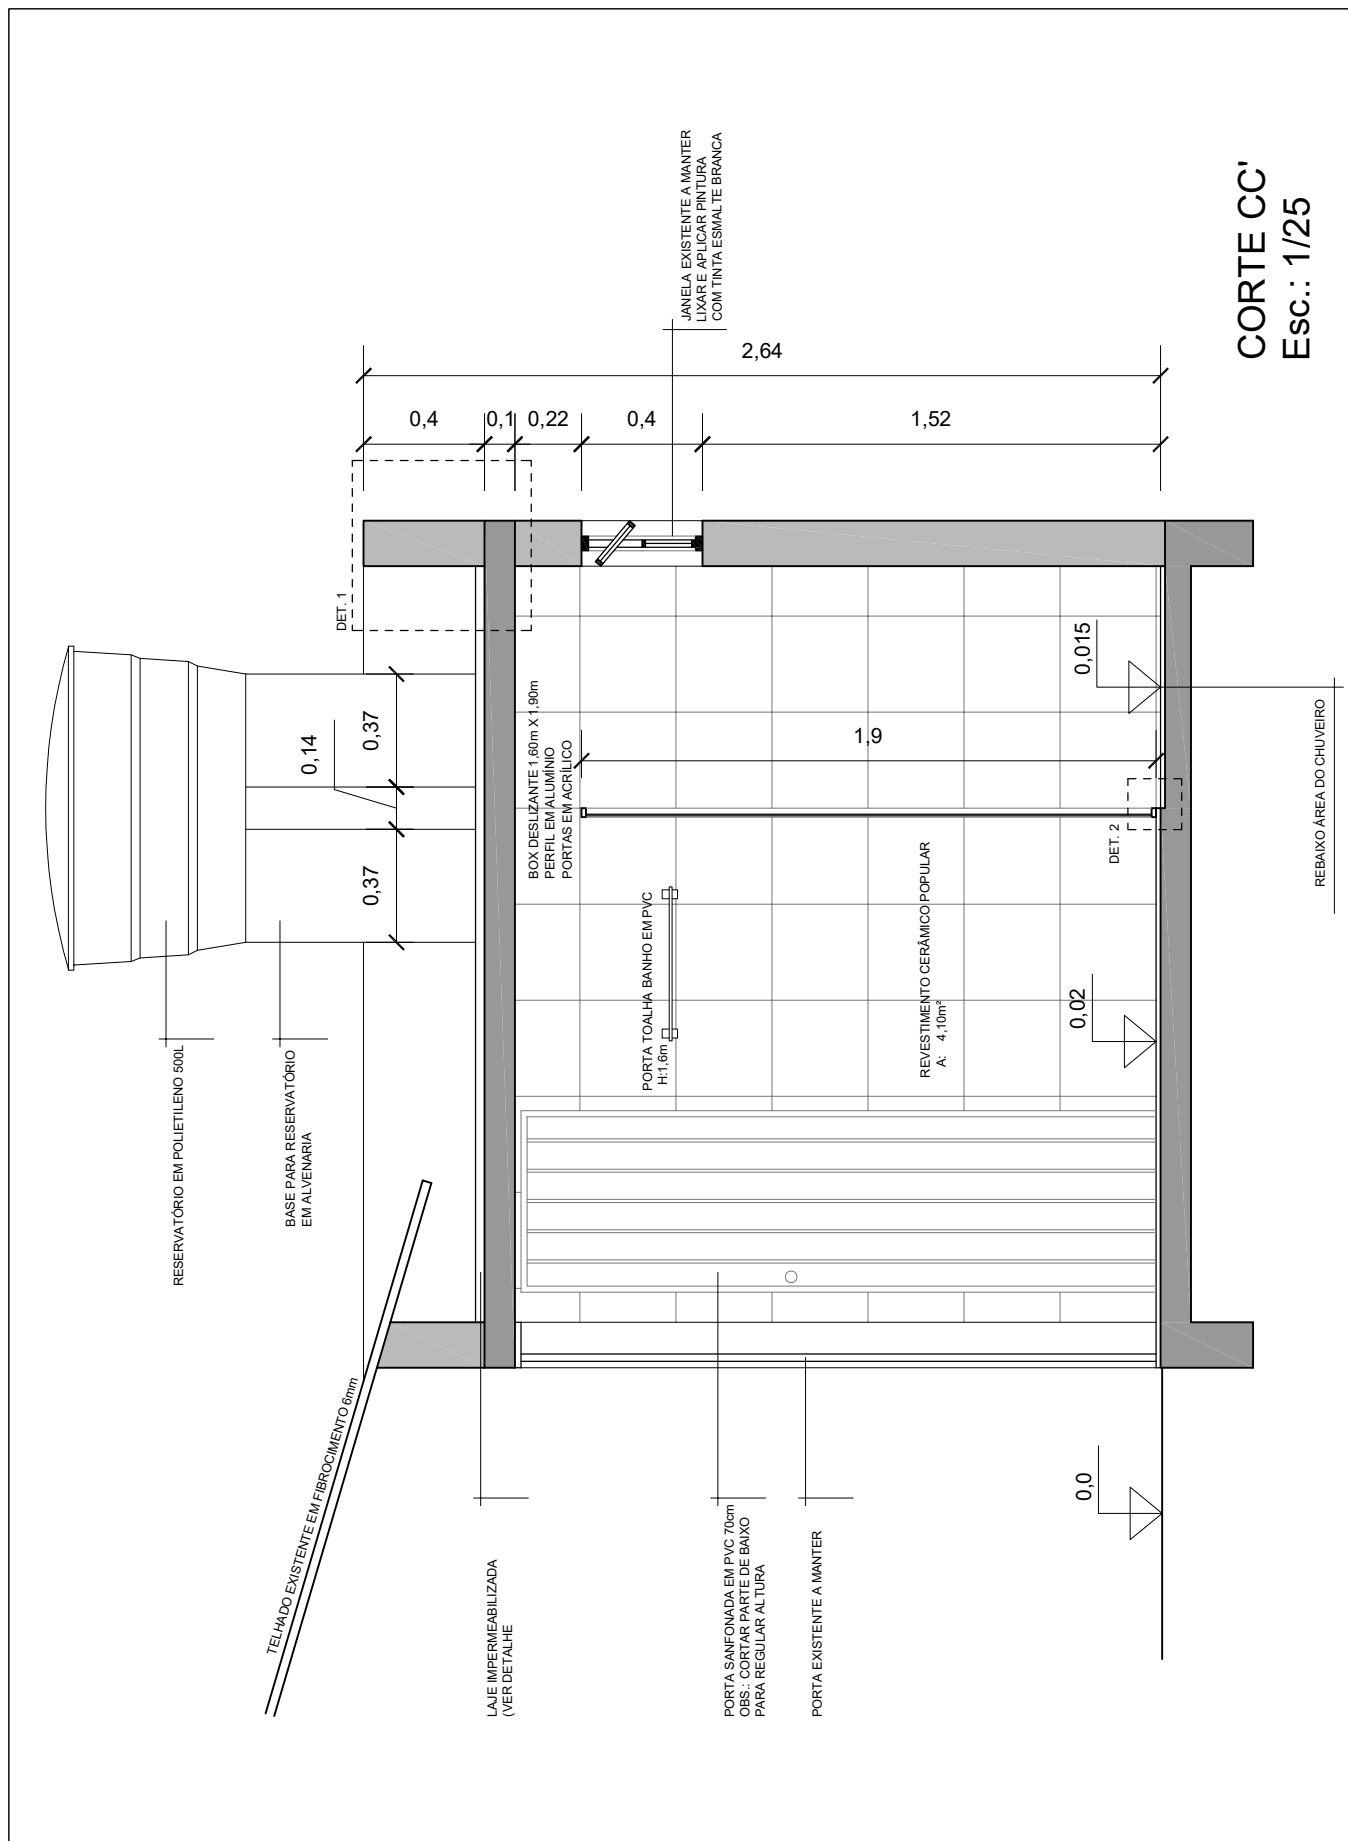 RESERVATÓRIO EM POLIETILENO 500L
BASE PARA RESERVATÓRIO
EM ALVENARIA
TELHADO EXISTENTE EM FIBROCIMENTO 6mm
0,37
0,14
0,37
DET. 1
0,4
0,1
0,22
0,4
1,52
2,64
JANELA EXISTENTE A MANTER
LIXAR E APLICAR PINTURA
COM TINTA ESMALTE BRANCA
LAJE IMPERMEABILIZADA
(VER DETALHE
BOX DESLIZANTE 1,60m X 1,90m
PERFIL EM ALUMÍNIO
PORTAS EM ACRÍLICO
PORTA TOALHA BANHO EM PVC
H:1,6m
1,9
PORTA SANFONADA EM PVC 70cm
OBS.: CORTAR PARTE DE BAIXO
PARA REGULAR ALTURA
PORTA EXISTENTE A MANTER
REVESTIMENTO CERÂMICO POPULAR
A: 4,10m²
DET. 2
0,0
0,02
0,015
REBAIXO ÁREA DO CHUVEIRO
CORTE CC'
Esc.: 1/25